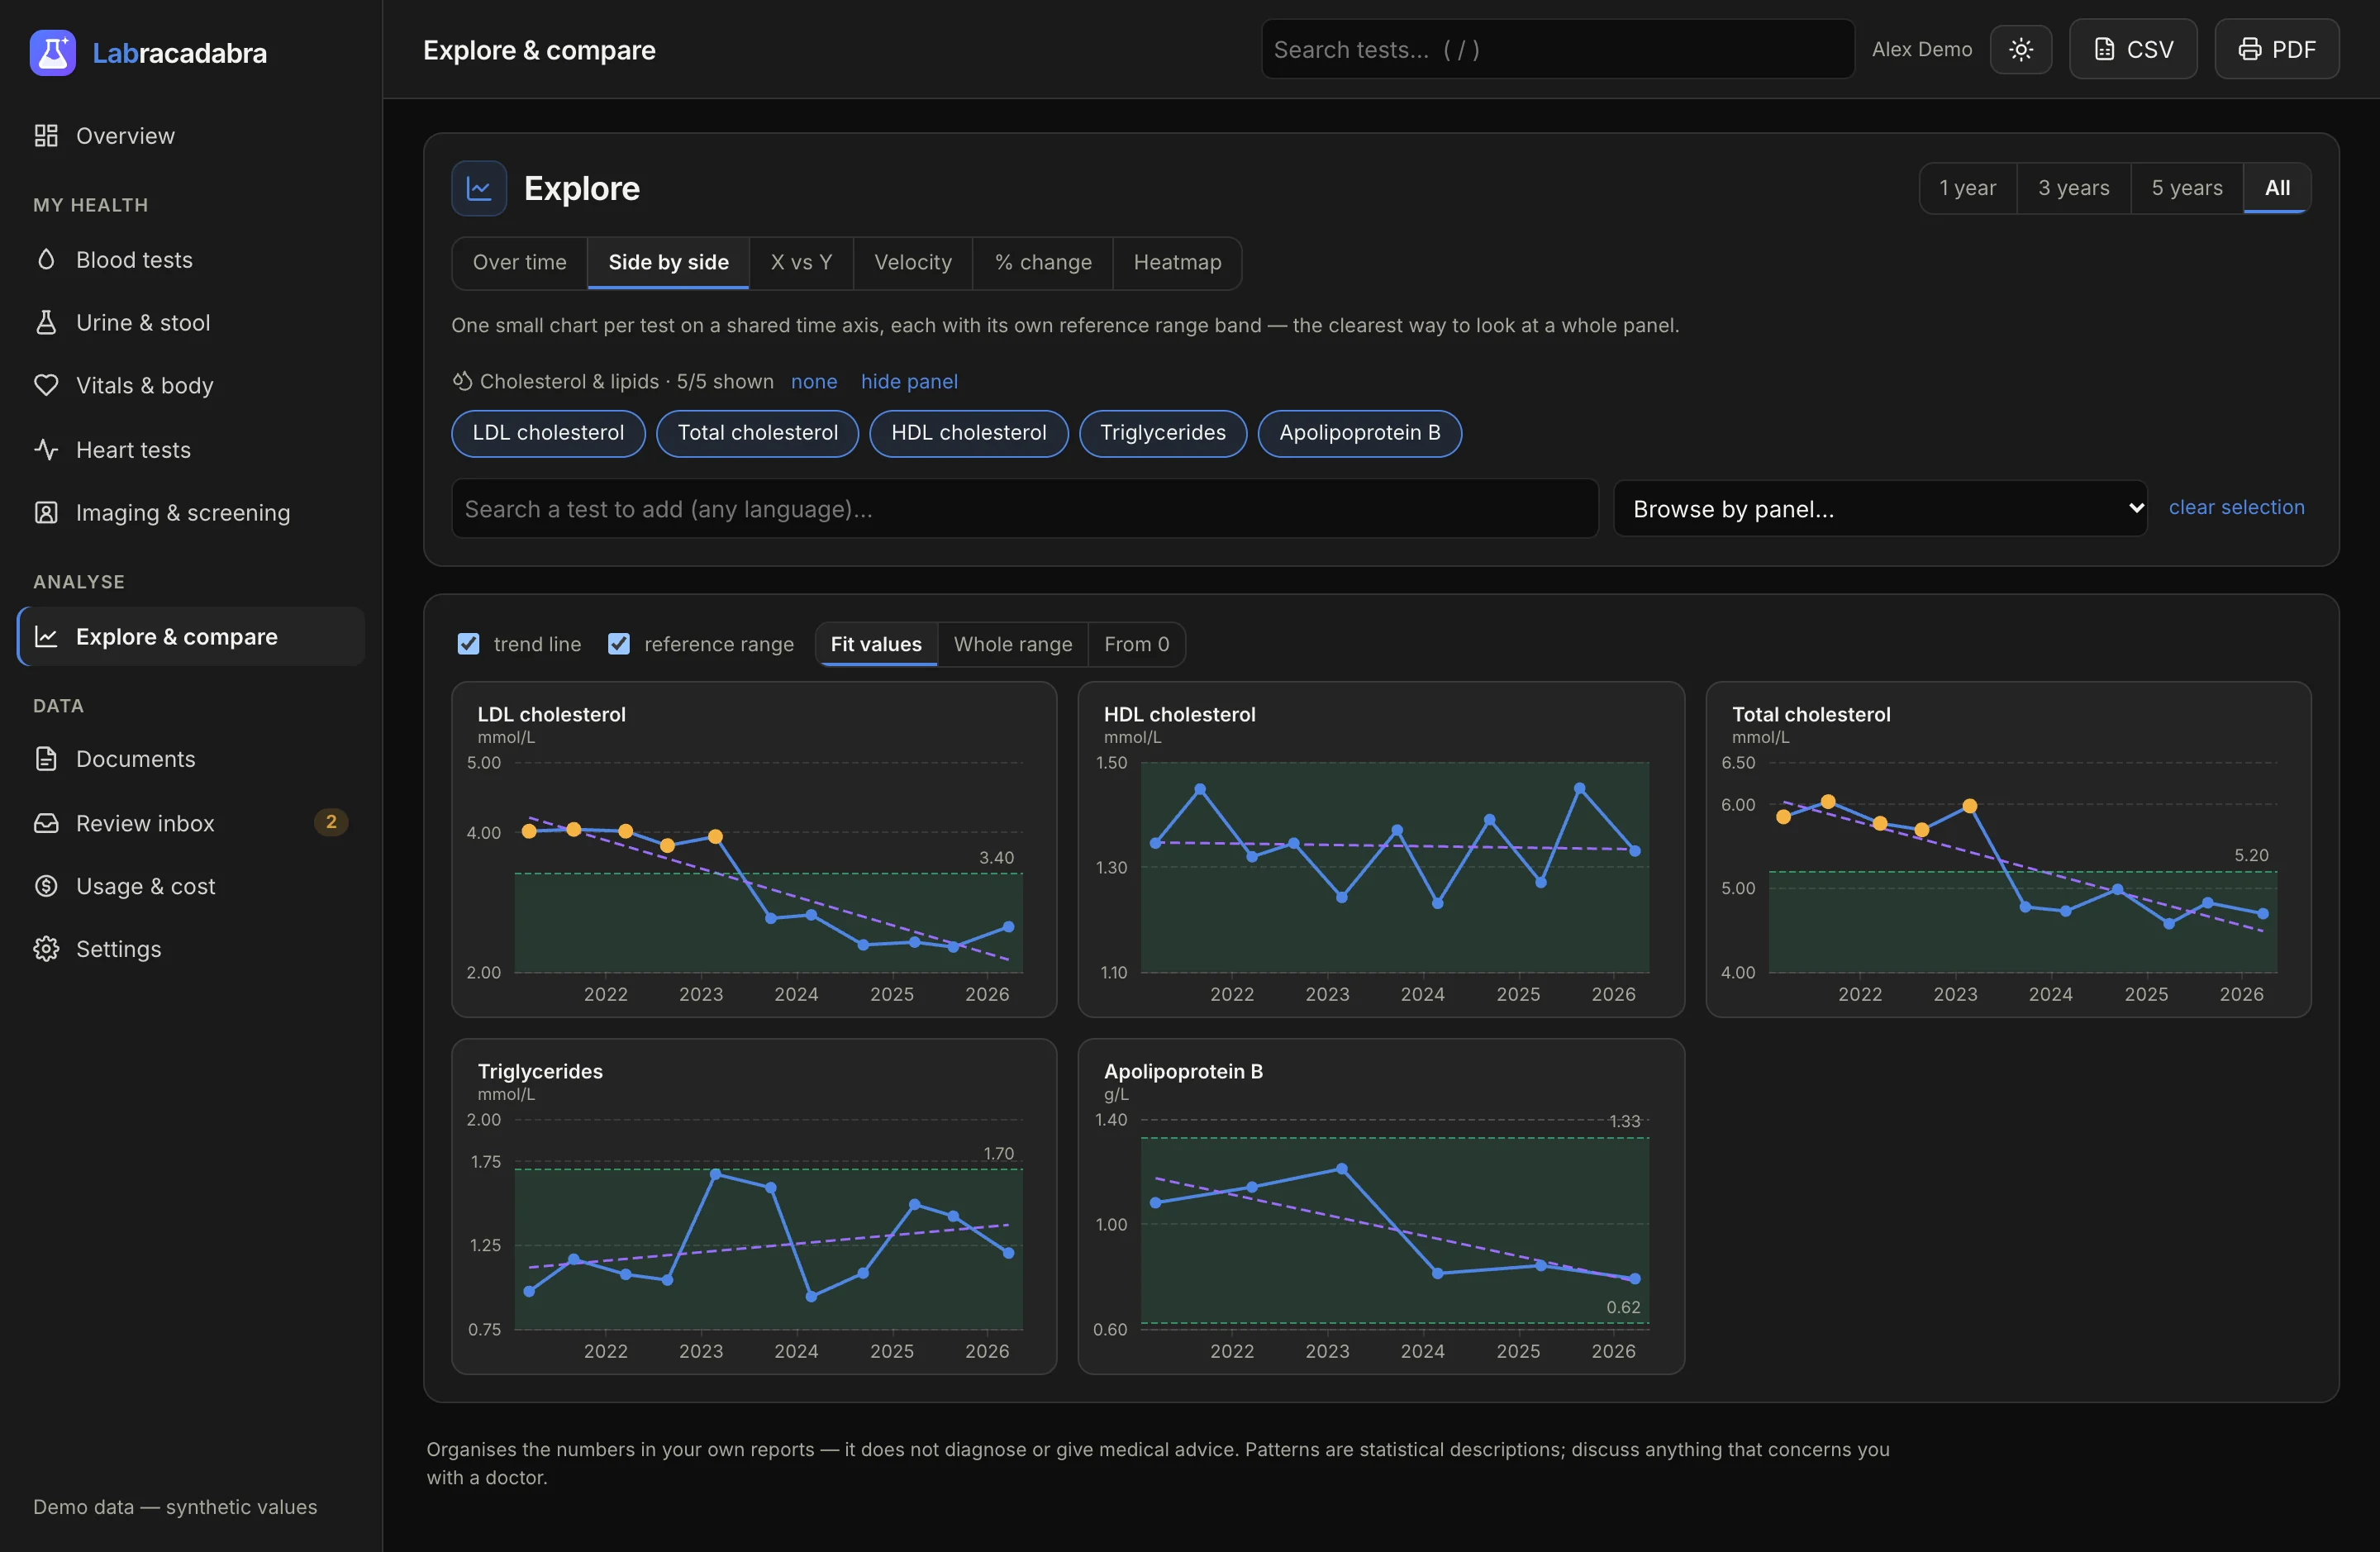 Labracadabra
Overview
MY HEALTH
Blood tests
Urine & stool
Vitals & body
Heart tests
Imaging & screening
ANALYSE
Explore & compare
DATA
Documents
Review inbox 2
Usage & cost
Settings
Demo data — synthetic values
Explore & compare
Search tests... ( / )
Alex Demo
CSV
PDF
Explore
1 year 3 years 5 years All
Over time Side by side X vs Y Velocity % change Heatmap
One small chart per test on a shared time axis, each with its own reference range band — the clearest way to look at a whole panel.
Cholesterol & lipids · 5/5 shown none hide panel
LDL cholesterol Total cholesterol HDL cholesterol Triglycerides Apolipoprotein B
Search a test to add (any language)...
Browse by panel...
clear selection
trend line reference range Fit values Whole range From 0
LDL cholesterol
mmol/L
5.00
4.00
3.40
2.00
2022 2023 2024 2025 2026
HDL cholesterol
mmol/L
1.50
1.30
1.10
2022 2023 2024 2025 2026
Total cholesterol
mmol/L
6.50
6.00
5.20
5.00
4.00
2022 2023 2024 2025 2026
Triglycerides
mmol/L
2.00
1.70
1.75
1.25
0.75
2022 2023 2024 2025 2026
Apolipoprotein B
g/L
1.40
1.33
1.00
0.62
0.60
2022 2023 2024 2025 2026
Organises the numbers in your own reports — it does not diagnose or give medical advice. Patterns are statistical descriptions; discuss anything that concerns you
with a doctor.